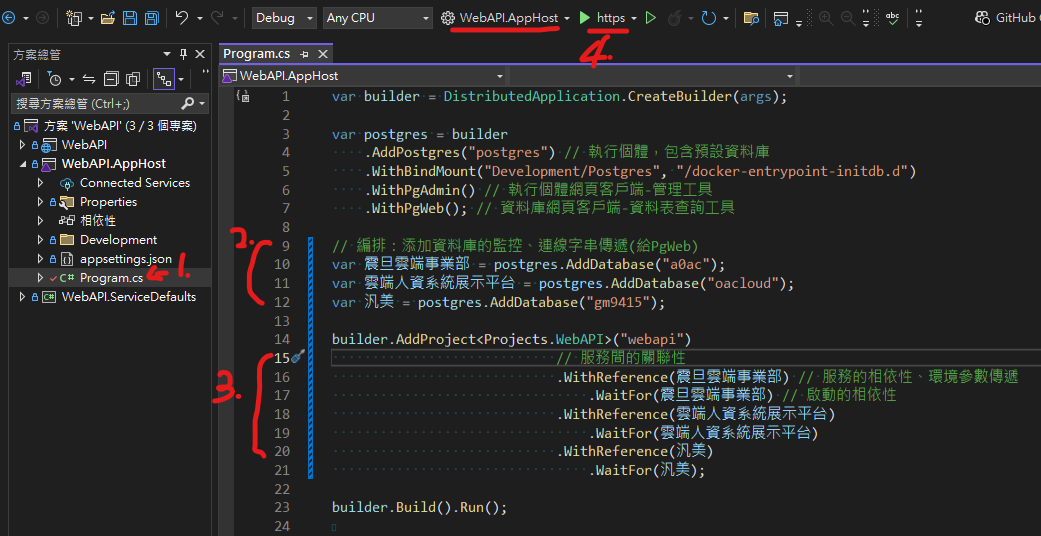 Debug Any CPU WebAPI.AppHost https GitHub
4.
方案總管
Program.cs
WebAPI.AppHost
搜尋方案總管 (Ctrl+;)
方案 'WebAPI' (3 / 3 個專案)
WebAPI
WebAPI.AppHost
Connected Services
Properties
相依性
Development
appsettings.json
Program.cs
1.
WebAPI.ServiceDefaults
2.
3.
1 var builder = DistributedApplication.CreateBuilder(args);
2
3 var postgres = builder
4 .AddPostgres("postgres") // 執行個體，包含預設資料庫
5 .WithBindMount("Development/Postgres", "/docker-entrypoint-initdb.d")
6 .WithPgAdmin() // 執行個體網頁客戶端-管理工具
7 .WithPgWeb(); // 資料庫網頁客戶端-資料表查詢工具
8
9 // 編排：添加資料庫的監控、連線字串傳遞(給PgWeb)
10 var 震旦雲端事業部 = postgres.AddDatabase("a0ac");
11 var 雲端人資系統展示平台 = postgres.AddDatabase("oacloud");
12 var 汎美 = postgres.AddDatabase("gm9415");
13
14 builder.AddProject<Projects.WebAPI>("webapi")
15 // 服務間的關聯性
16 .WithReference(震旦雲端事業部) // 服務的相依性、環境參數傳遞
17 .WaitFor(震旦雲端事業部) // 啟動的相依性
18 .WithReference(雲端人資系統展示平台)
19 .WaitFor(雲端人資系統展示平台)
20 .WithReference(汎美)
21 .WaitFor(汎美);
22
23 builder.Build().Run();
24